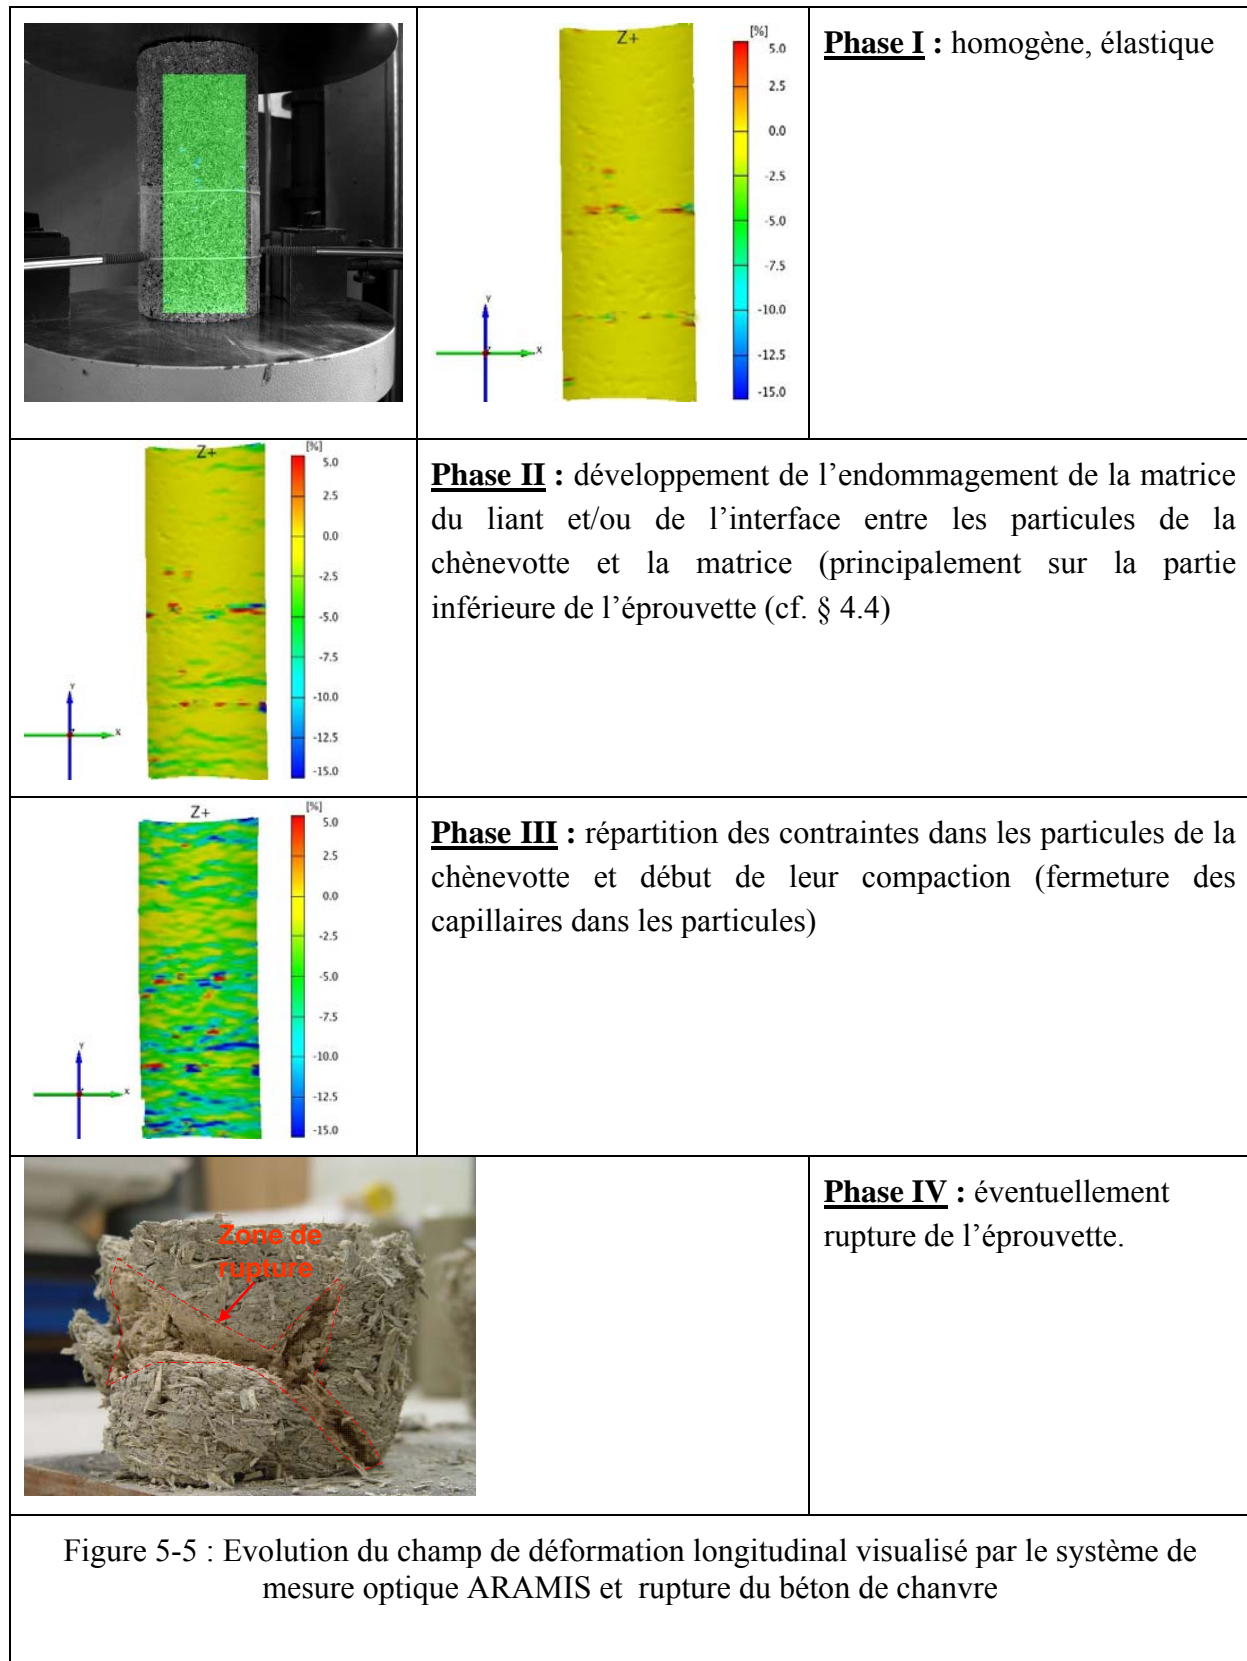 Z+
[%]
5.0
2.5
0.0
-2.5
-5.0
-7.5
-10.0
-12.5
-15.0
Y
X
Phase I : homogène, élastique
Z+
[%]
5.0
2.5
0.0
-2.5
-5.0
-7.5
-10.0
-12.5
-15.0
Y
X
Phase II : développement de l’endommagement de la matrice
du liant et/ou de l’interface entre les particules de la
chènevotte et la matrice (principalement sur la partie
inférieure de l’éprouvette (cf. § 4.4)
Z+
[%]
5.0
2.5
0.0
-2.5
-5.0
-7.5
-10.0
-12.5
-15.0
Y
X
Phase III : répartition des contraintes dans les particules de la
chènevotte et début de leur compaction (fermeture des
capillaires dans les particules)
Zone de
rupture
Phase IV : éventuellement
rupture de l’éprouvette.
Figure 5-5 : Evolution du champ de déformation longitudinal visualisé par le système de
mesure optique ARAMIS et rupture du béton de chanvre